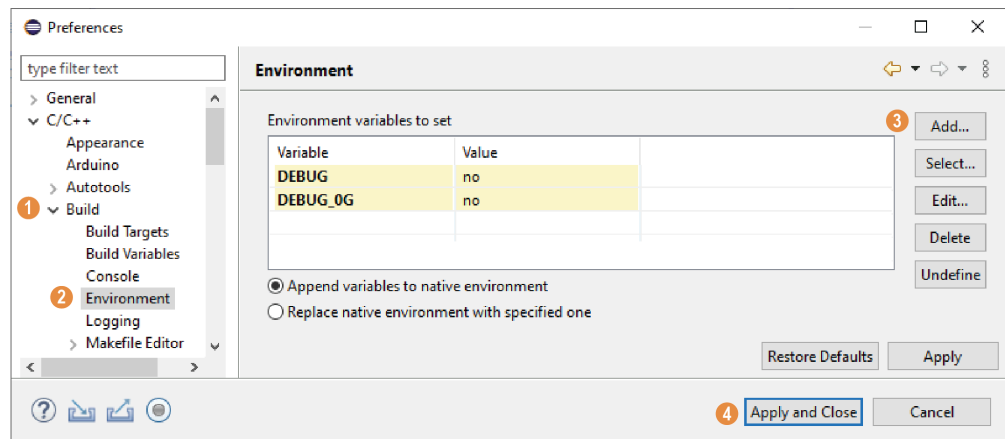 Preferences
type filter text
General
C/C++
Appearance
Arduino
Autotools
1 Build
Build Targets
Build Variables
Console
2 Environment
Logging
Makefile Editor
Environment
Environment variables to set
Variable Value
DEBUG no
DEBUG_0G no
Append variables to native environment
Replace native environment with specified one
3 Add...
Select...
Edit...
Delete
Undefine
Restore Defaults Apply
? 4 Apply and Close Cancel